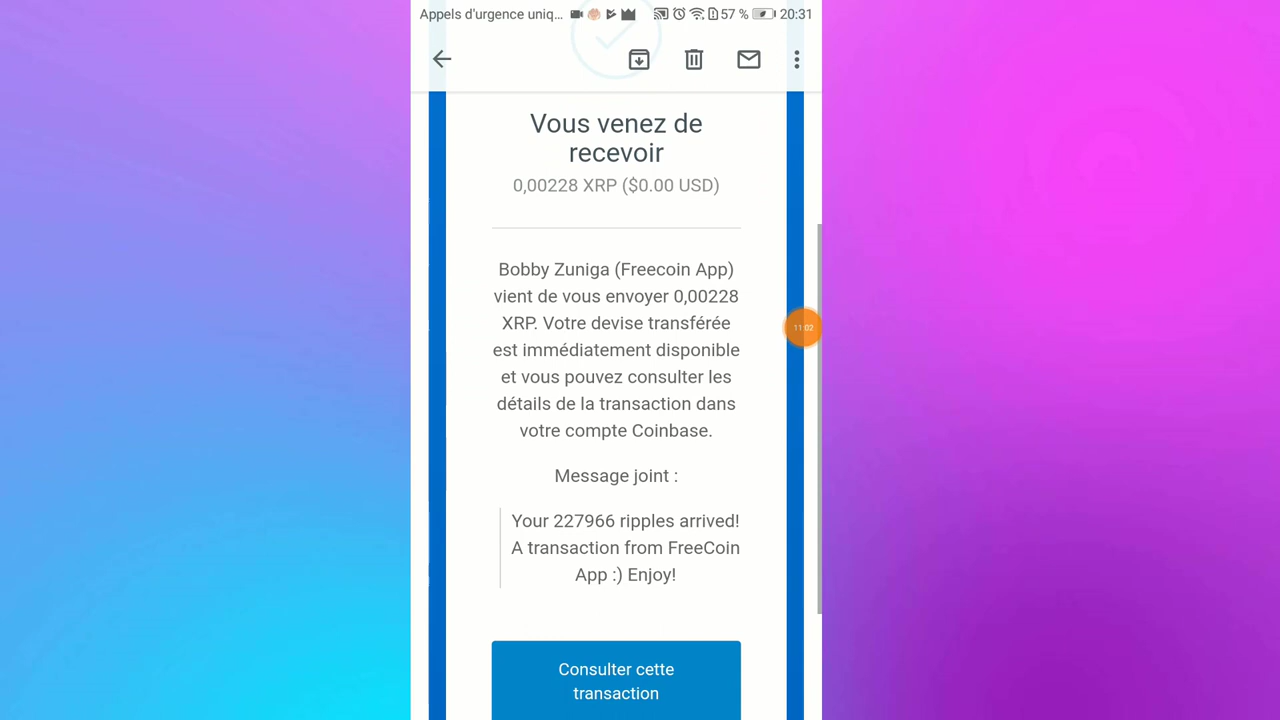 Appels d'urgence uniq... 57 % 20:31
Vous venez de
recevoir
0,00228 XRP ($0.00 USD)
Bobby Zuniga (Freecoin App)
vient de vous envoyer 0,00228
XRP. Votre devise transférée
est immédiatement disponible
et vous pouvez consulter les
détails de la transaction dans
votre compte Coinbase.
11:02
Message joint :
Your 227966 ripples arrived!
A transaction from FreeCoin
App :) Enjoy!
Consulter cette
transaction